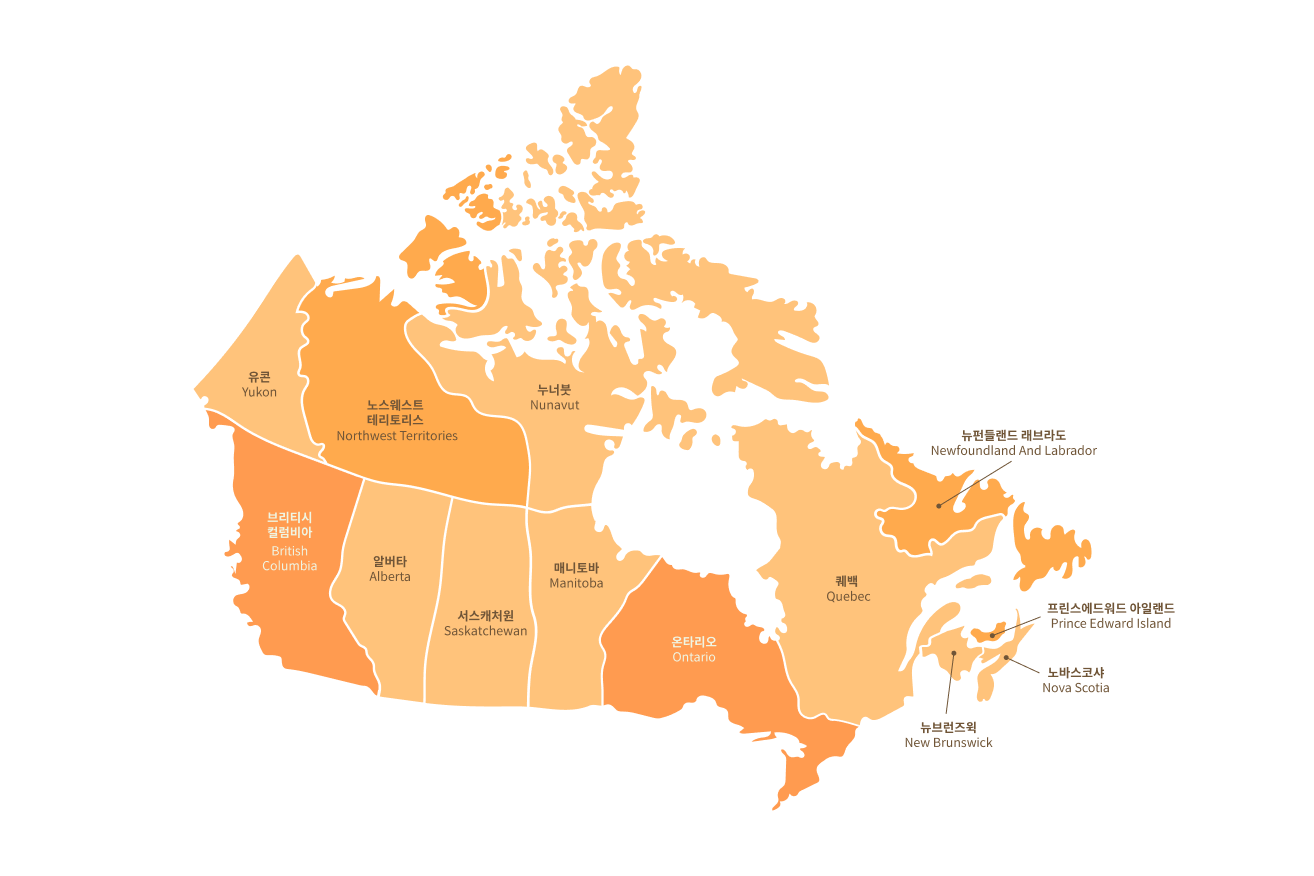 유콘
Yukon
노스웨스트
테리토리스
Northwest Territories
누너붓
Nunavut
뉴펀들랜드 래브라도
Newfoundland And Labrador
브리티시
컬럼비아
British
Columbia
알버타
Alberta
서스캐처원
Saskatchewan
매니토바
Manitoba
퀘백
Quebec
온타리오
Ontario
프린스에드워드 아일랜드
Prince Edward Island
노바스코샤
Nova Scotia
뉴브런즈윅
New Brunswick